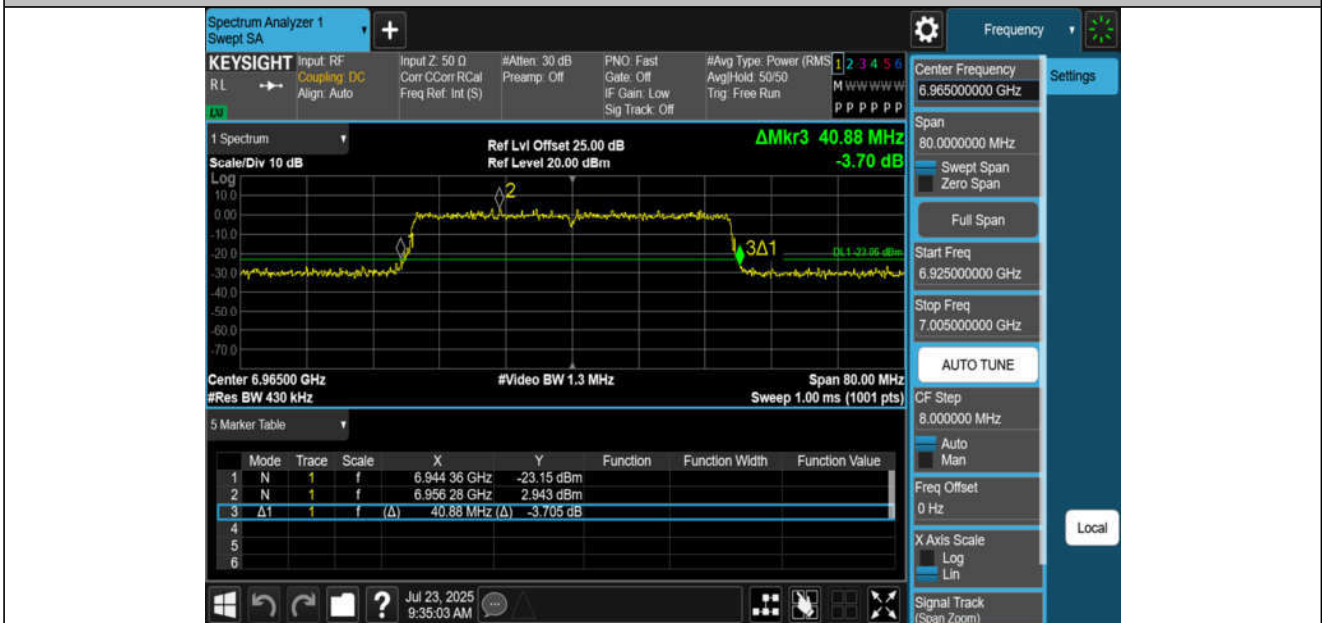 Spectrum Analyzer 1
Swept SA
+
Frequency
KEYSIGHT
RL
Input: RF
Coupling: DC
Align: Auto
Input Z: 50 Ω
Corr CCorr RCal
Freq Ref: Int (S)
#Atten: 30 dB
Preamp: Off
PNO: Fast
Gate: Off
IF Gain: Low
Sig Track: Off
#Avg Type: Power (RMS
Avg|Hold: 50/50
Trig: Free Run
1 2 3 4 5 6
M W W W W W
P P P P P P
1 Spectrum
Scale/Div 10 dB
Ref Lvl Offset 25.00 dB
Ref Level 20.00 dBm
ΔMkr3 40.88 MHz
-3.70 dB
Log
10.0
0.00
-10.0
-20.0
-30.0
-40.0
-50.0
-60.0
-70.0
1
2
3Δ1
DL1 -23.06 dBm
Center 6.96500 GHz
#Res BW 430 kHz
#Video BW 1.3 MHz
Span 80.00 MHz
Sweep 1.00 ms (1001 pts)
5 Marker Table
Mode Trace Scale X Y Function Function Width Function Value
1 N 1 f 6.944 36 GHz -23.15 dBm
2 N 1 f 6.956 28 GHz 2.943 dBm
3 Δ1 1 f (Δ) 40.88 MHz (Δ) -3.705 dB
4
5
6
?
Jul 23, 2025
9:35:03 AM
Center Frequency
6.965000000 GHz
Span
80.0000000 MHz
Swept Span
Zero Span
Full Span
Start Freq
6.925000000 GHz
Stop Freq
7.005000000 GHz
AUTO TUNE
CF Step
8.000000 MHz
Auto
Man
Freq Offset
0 Hz
X Axis Scale
Log
Lin
Signal Track
(Span Zoom)
Settings
Local